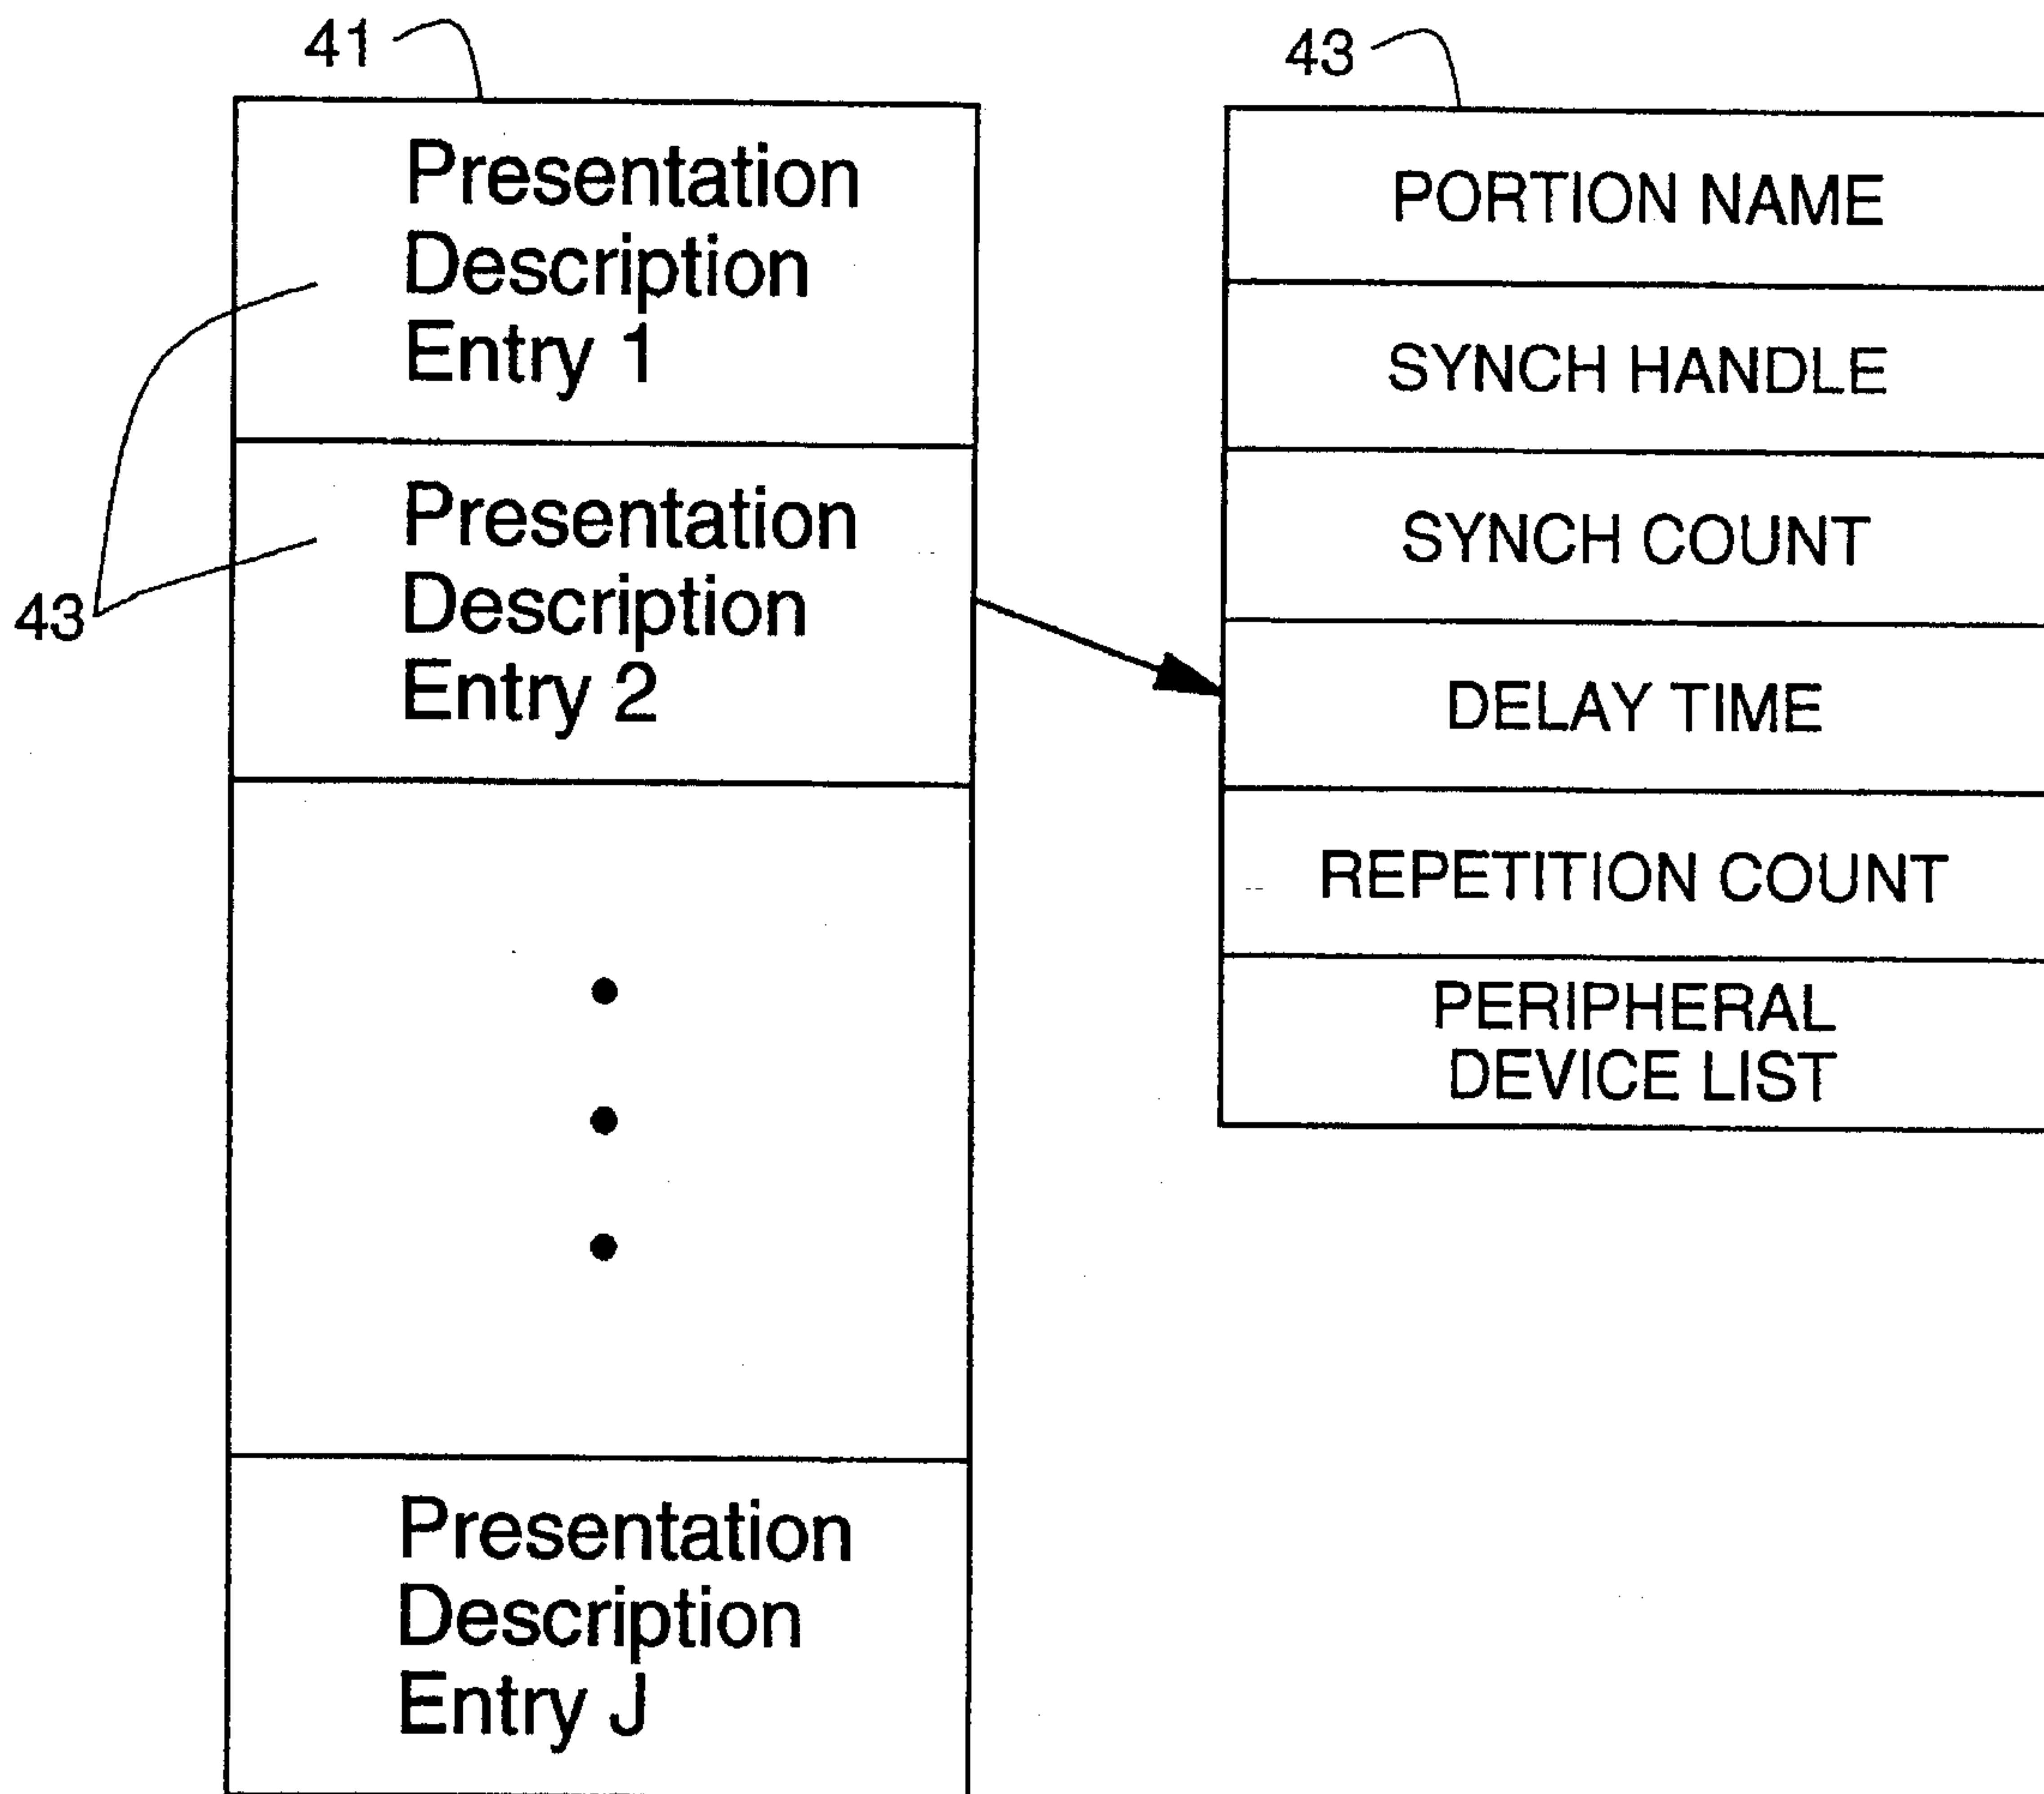 41
Presentation
Description
Entry 1
43
Presentation
Description
Entry 2
Presentation
Description
Entry J
43
PORTION NAME
SYNCH HANDLE
SYNCH COUNT
DELAY TIME
REPETITION COUNT
PERIPHERAL
DEVICE LIST